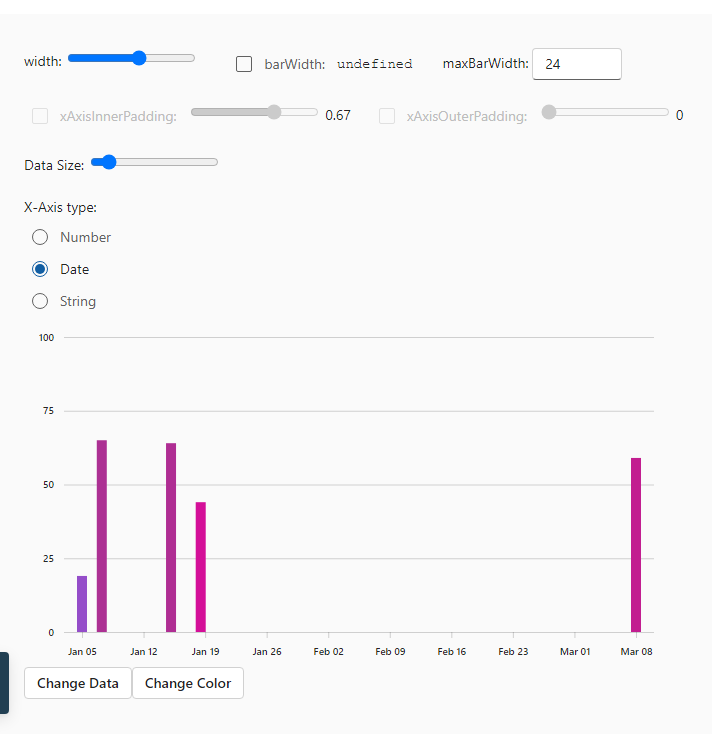 width: barWidth: undefined maxBarWidth: 24
xAxisInnerPadding: 0.67 xAxisOuterPadding: 0
Data Size:
X-Axis type:
Number
Date
String
100
75
50
25
0
Jan 05 Jan 12 Jan 19 Jan 26 Feb 02 Feb 09 Feb 16 Feb 23 Mar 01 Mar 08
Change Data Change Color